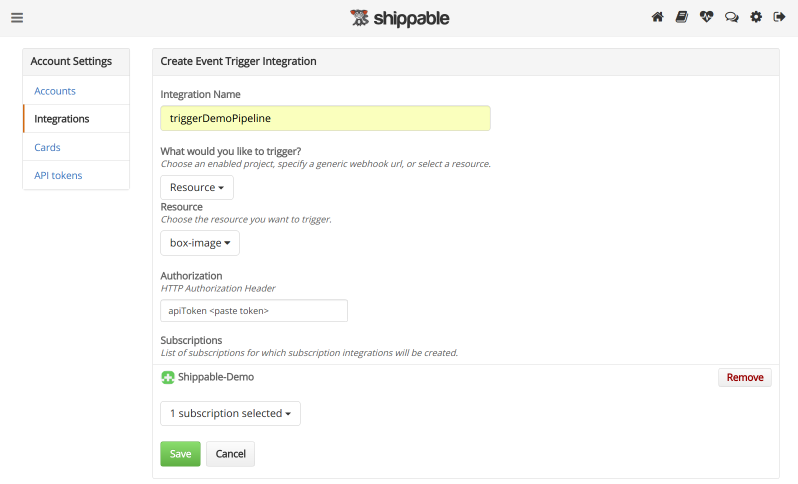 shippable
Account Settings
Accounts
Integrations
Cards
API tokens
Create Event Trigger Integration
Integration Name
triggerDemoPipeline
What would you like to trigger?
Choose an enabled project, specify a generic webhook url, or select a resource.
Resource
Resource
Choose the resource you want to trigger.
box-image
Authorization
HTTP Authorization Header
apiToken <paste token>
Subscriptions
List of subscriptions for which subscription integrations will be created.
Shippable-Demo
Remove
1 subscription selected
Save
Cancel